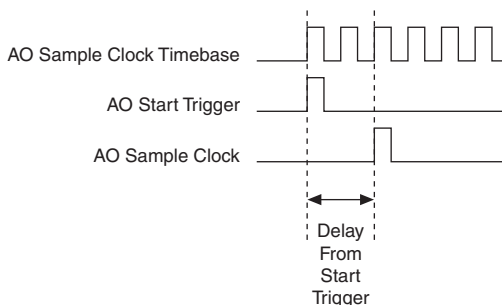 AO Sample Clock Timebase
AO Start Trigger
AO Sample Clock
Delay
From
Start
Trigger